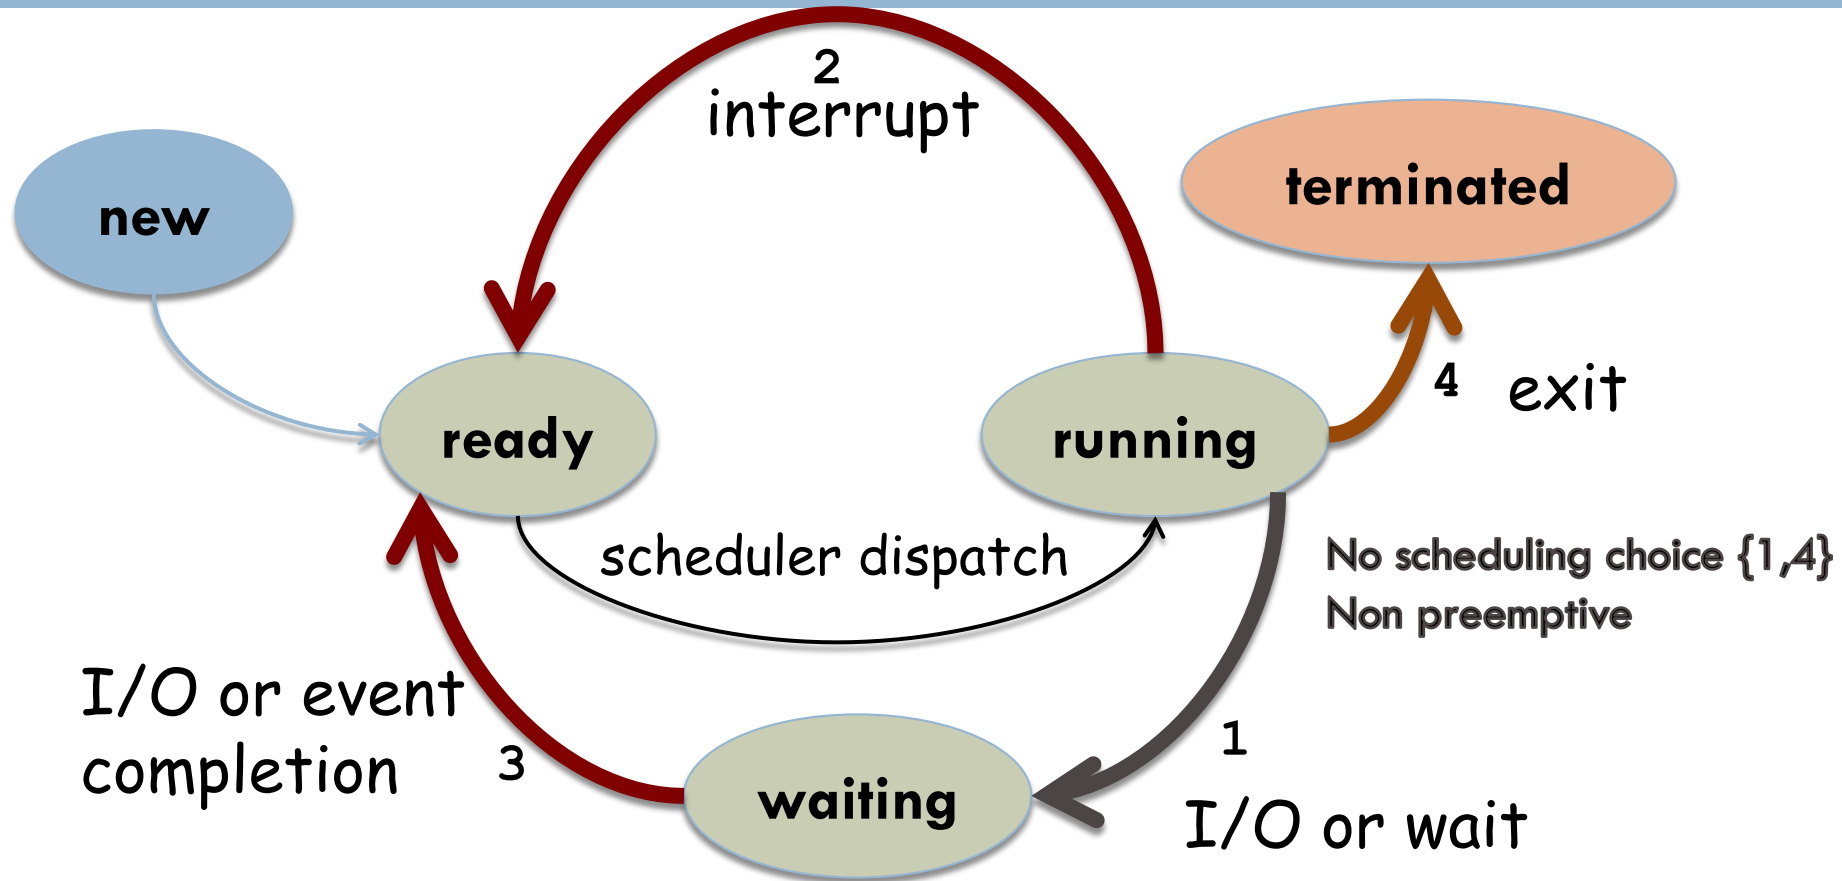 2
interrupt
new
terminated
ready
running
4 exit
scheduler dispatch
No scheduling choice {1,4}
Non preemptive
I/O or event
completion
3
waiting
1
I/O or wait